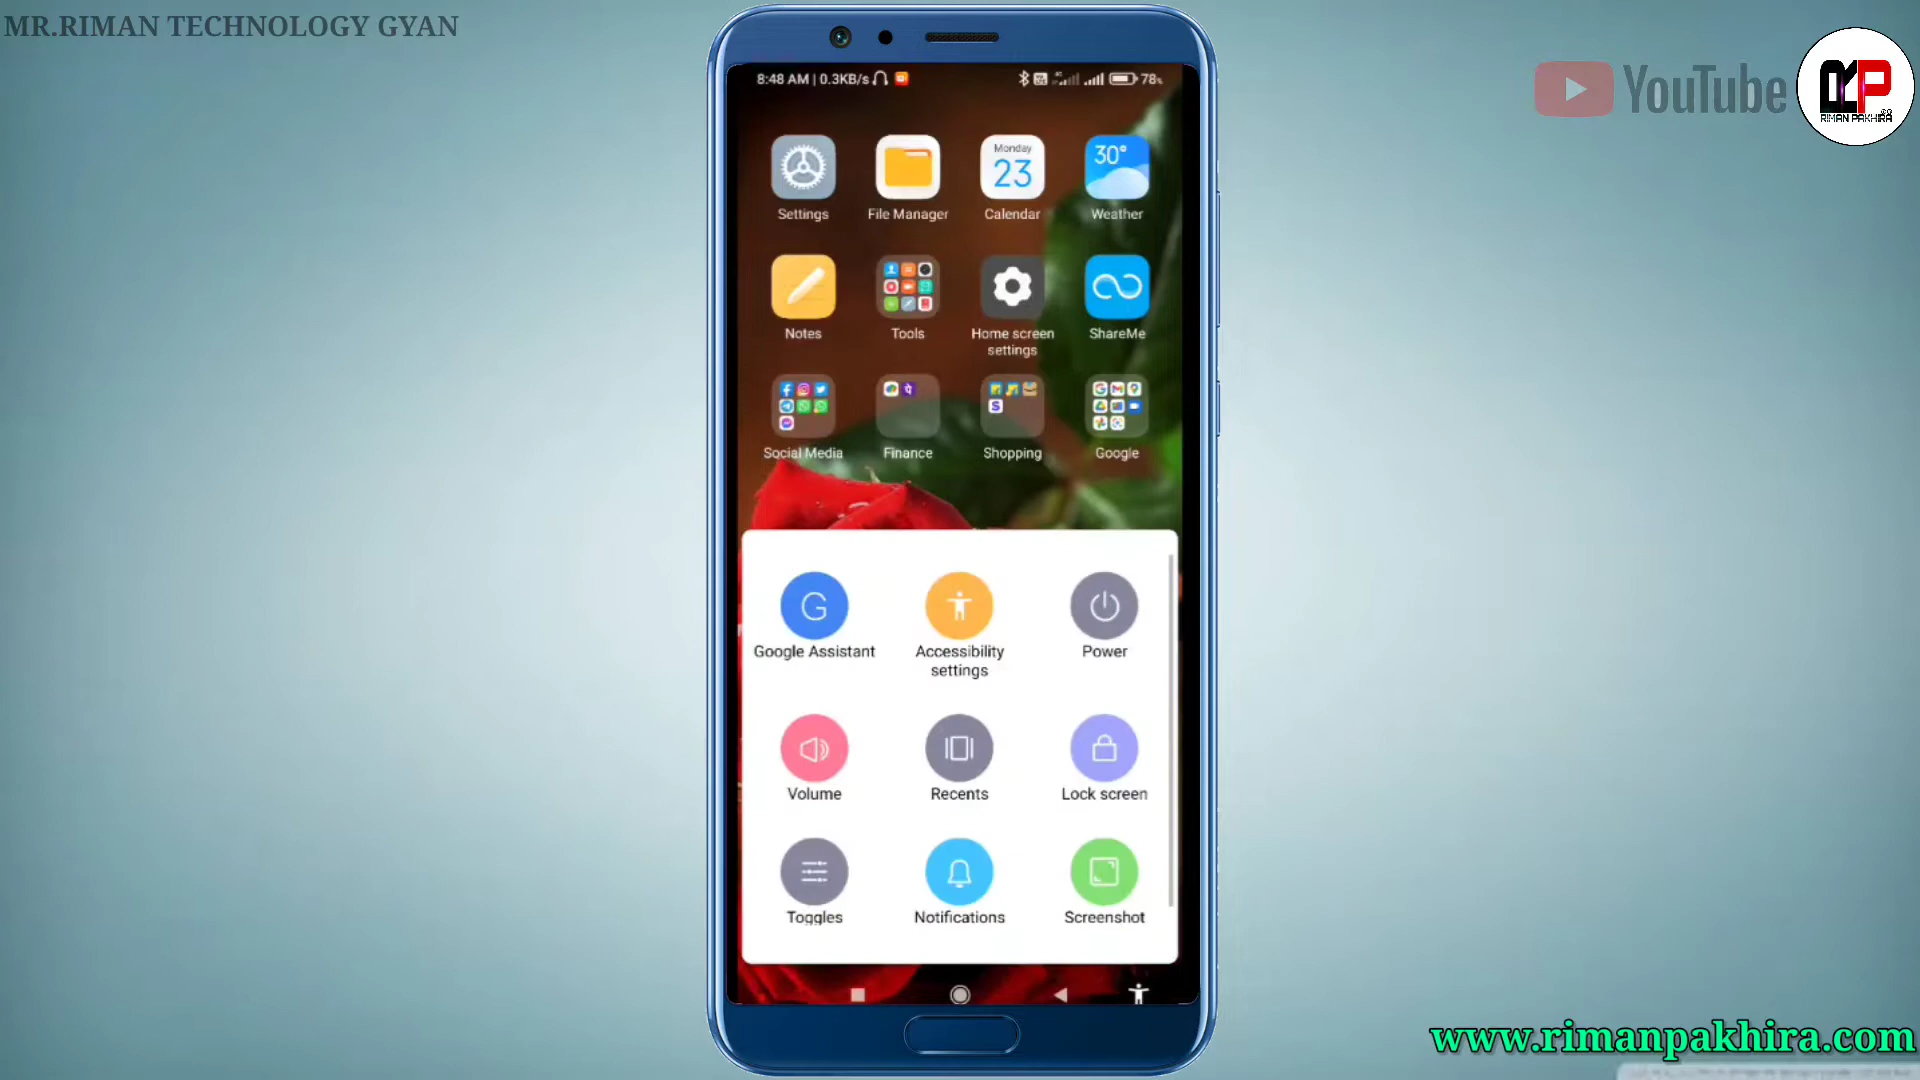 MR.RIMAN TECHNOLOGY GYAN
YouTube
RIMAN PAKHIRA
8:48 AM | 0.3KB/s
78%
Monday
23
30°
Settings
File Manager
Calendar
Weather
Notes
Tools
Home screen
settings
ShareMe
Social Media
Finance
Shopping
Google
G
Google Assistant
Accessibility
settings
Power
Volume
Recents
Lock screen
Toggles
Notifications
Screenshot
www.rimanpakhira.com